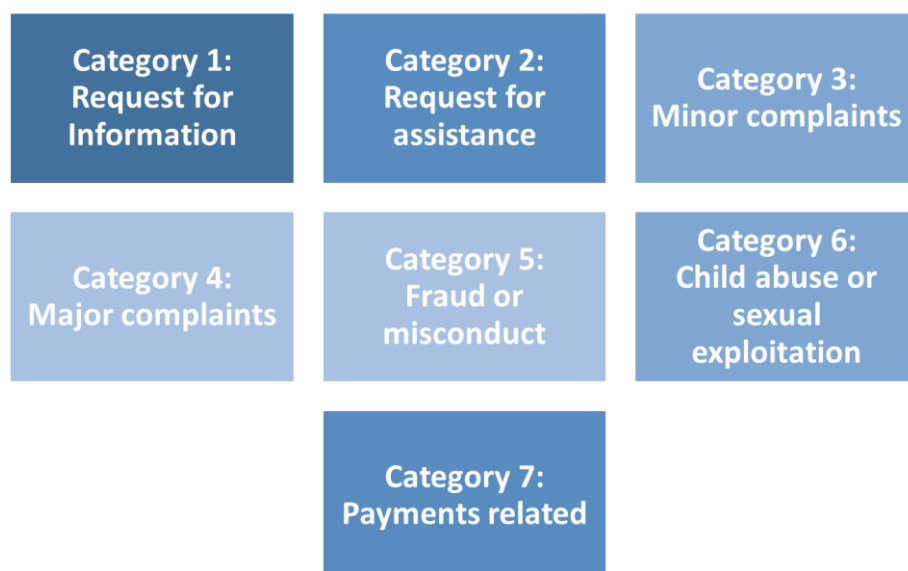 Category 1:
Request for
Information
Category 2:
Request for
assistance
Category 3:
Minor complaints
Category 4:
Major complaints
Category 5:
Fraud or
misconduct
Category 6:
Child abuse or
sexual
exploitation
Category 7:
Payments related